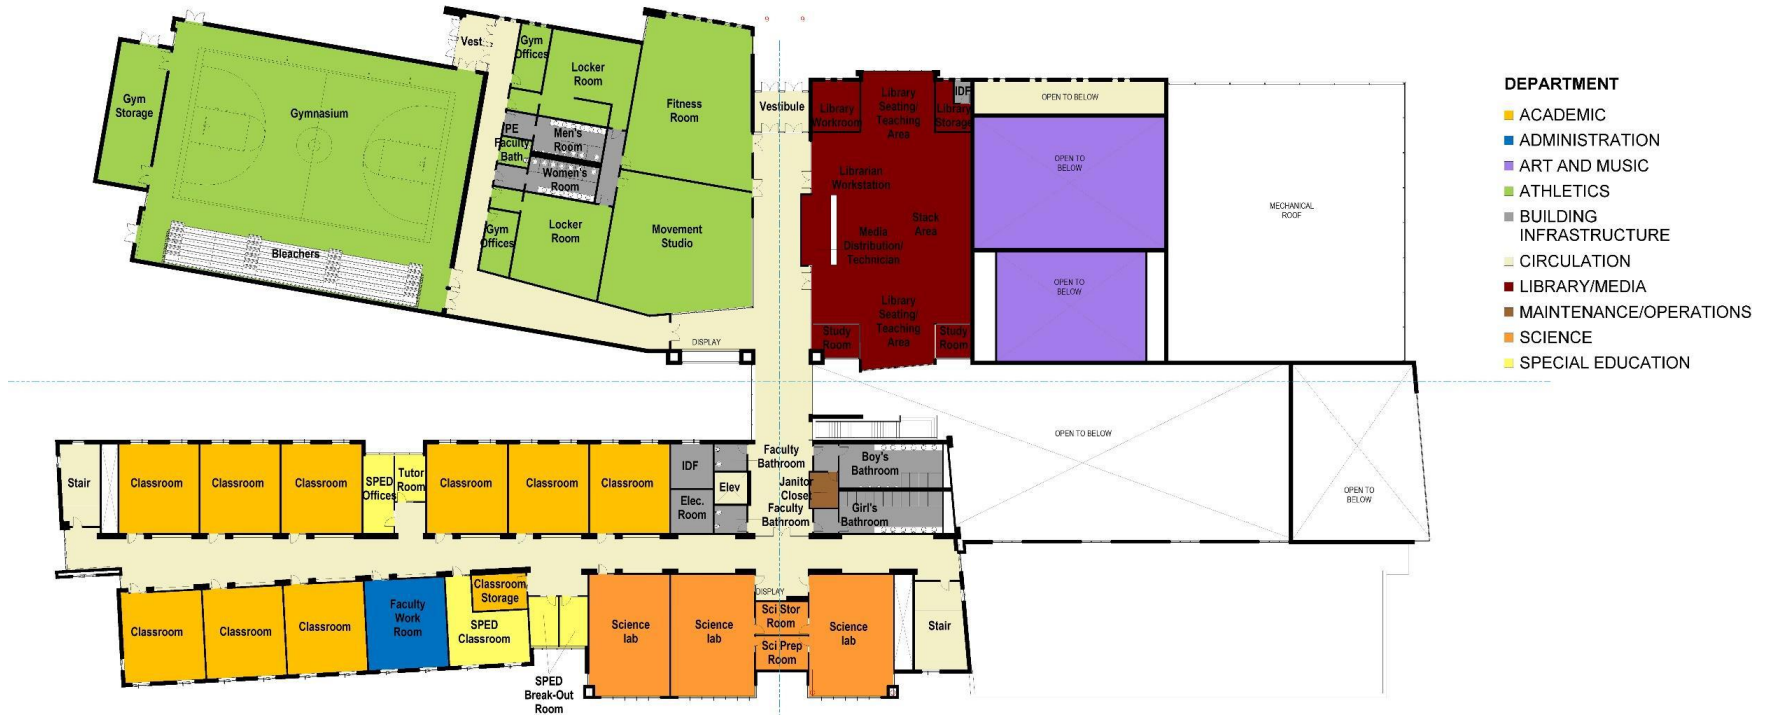 9
9
Vest
Gym
Offices
Locker
Room
Fitness
Room
Gym
Storage
Gymnasium
PE
Faculty
Bath
Men's
Room
Women's
Room
Gym
Offices
Locker
Room
Movement
Studio
Bleachers
Vestibule
DISPLAY
Library
Workroom
Library
Seating/
Teaching
Area
IDF
Library
Storage
Librarian
Workstation
Stack
Area
Media
Distribution/
Technician
Library
Seating/
Teaching
Area
Study
Room
Study
Room
OPEN TO BELOW
OPEN TO
BELOW
OPEN TO
BELOW
MECHANICAL
ROOF
OPEN TO BELOW
OPEN TO
BELOW
DEPARTMENT
ACADEMIC
ADMINISTRATION
ART AND MUSIC
ATHLETICS
BUILDING
INFRASTRUCTURE
CIRCULATION
LIBRARY/MEDIA
MAINTENANCE/OPERATIONS
SCIENCE
SPECIAL EDUCATION
Stair
Classroom
Classroom
Classroom
SPED
Offices
Tutor
Room
Classroom
Classroom
Classroom
IDF
Elec.
Room
Elev
Faculty
Bathroom
Janitor
Closet
Faculty
Bathroom
Boy's
Bathroom
Girl's
Bathroom
Classroom
Classroom
Classroom
Faculty
Work
Room
Classroom
Storage
SPED
Classroom
SPED
Break-Out
Room
Science
lab
Science
lab
DISPLAY
Sci Stor
Room
Sci Prep
Room
Science
lab
Stair